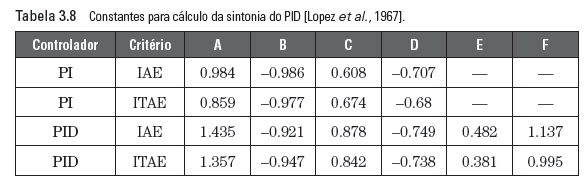 Tabela 3.8 Constantes para cálculo da sintonia do PID [Lopez et al., 1967].
Controlador Critério A B C D E F
PI IAE 0.984 –0.986 0.608 –0.707 — —
PI ITAE 0.859 –0.977 0.674 –0.68 — —
PID IAE 1.435 –0.921 0.878 –0.749 0.482 1.137
PID ITAE 1.357 –0.947 0.842 –0.738 0.381 0.995